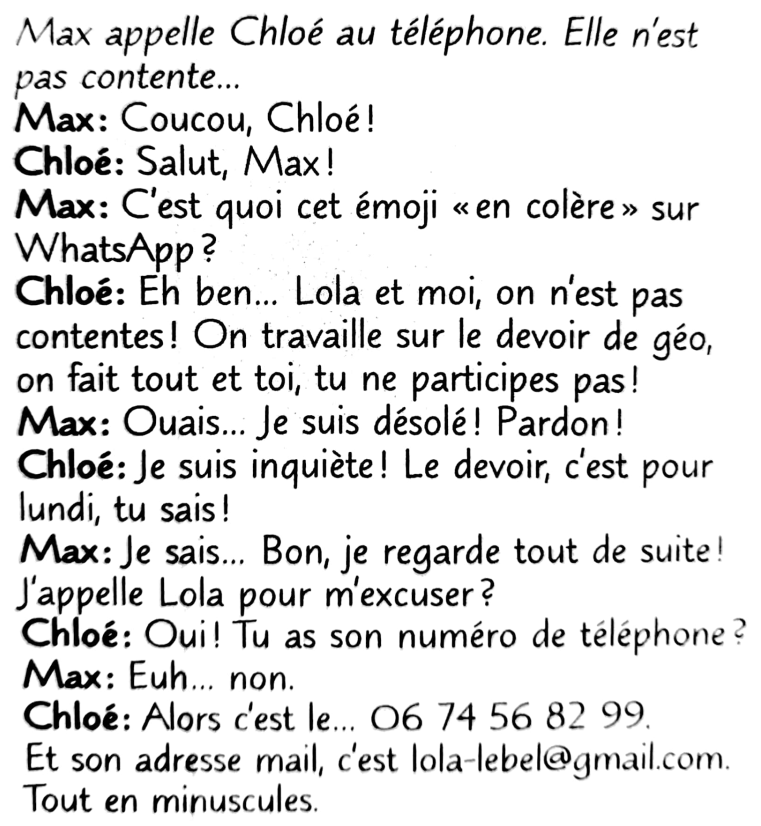 Max appelle Chloé au téléphone. Elle n'est
pas contente...
Max: Coucou, Chloé!
Chloé: Salut, Max!
Max: C'est quoi cet émoji «en colère» sur
WhatsApp?
Chloé: Eh ben... Lola et moi, on n'est pas
contentes! On travaille sur le devoir de géo,
on fait tout et toi, tu ne participes pas!
Max: Ouais... Je suis désolé! Pardon!
Chloé: Je suis inquiète! Le devoir, c'est pour
lundi, tu sais!
Max: Je sais... Bon, je regarde tout de suite!
J'appelle Lola pour m'excuser?
Chloé: Oui! Tu as son numéro de téléphone?
Max: Euh... non.
Chloé: Alors c'est le... 06 74 56 82 99.
Et son adresse mail, c'est lola-lebel@gmail.com.
Tout en minuscules.